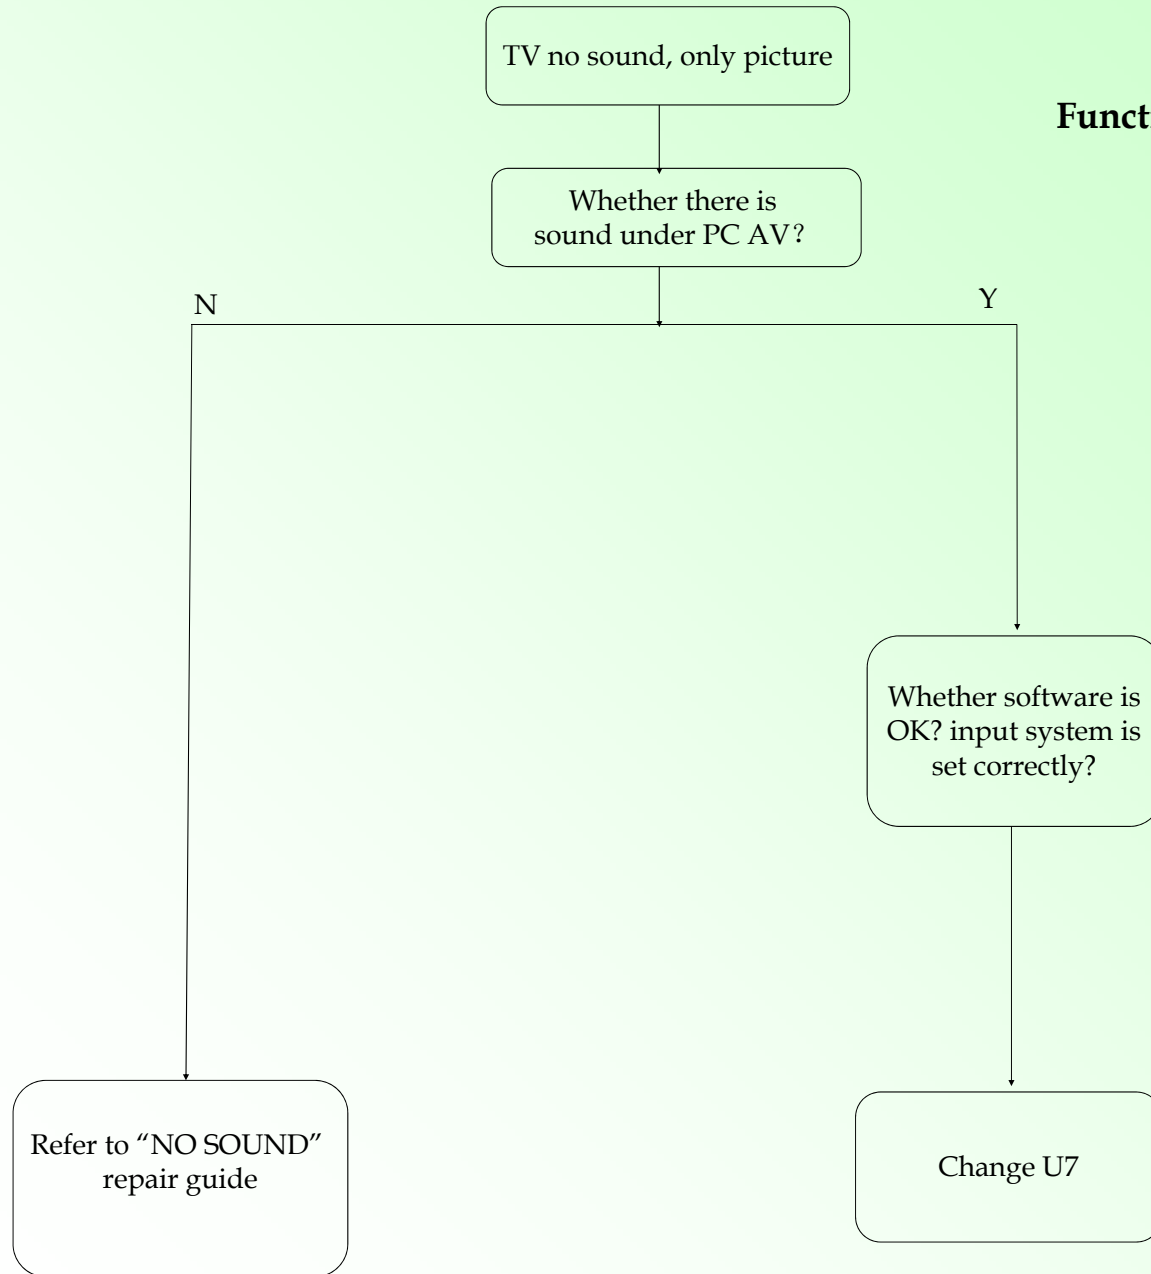 TV no sound, only picture
Whether there is
sound under PC AV?
N
Y
Whether software is
OK? input system is
set correctly?
Refer to “NO SOUND”
repair guide
Change U7